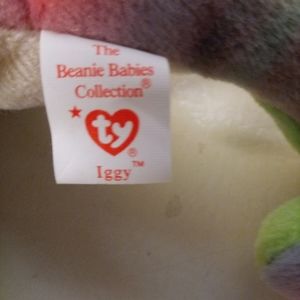 The
Beanie Babies
Collection®
ty®
Iggy™